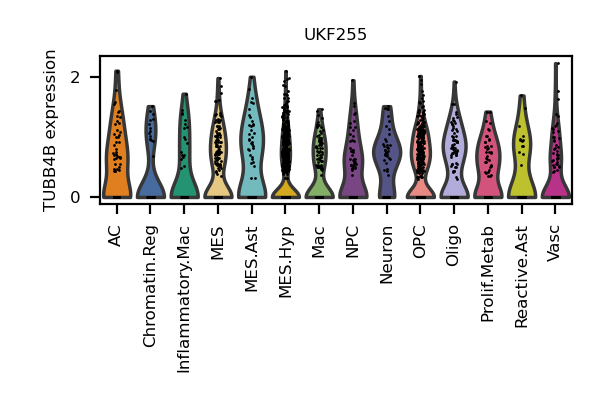 UKF255
TUBB4B expression
2
0
AC
Chromatin.Reg
Inflammatory.Mac
MES
MES.Ast
MES.Hyp
Mac
NPC
Neuron
OPC
Oligo
Prolif.Metab
Reactive.Ast
Vasc